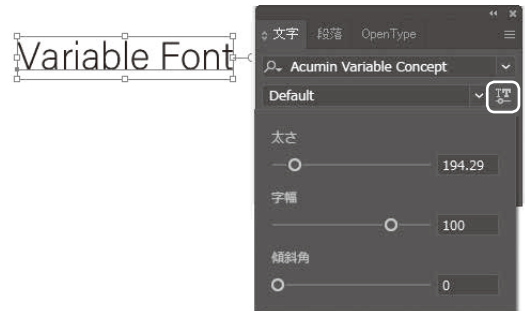 Variable Font
文字 段落 OpenType
Acumin Variable Concept
Default
太さ
194.29
字幅
100
傾斜角
0